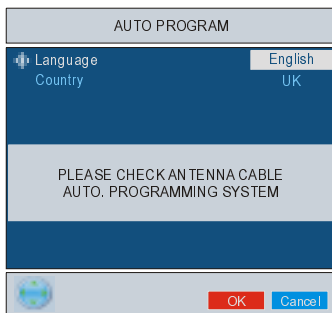 AUTO PROGRAM
Language English
Country UK
PLEASE CHECK ANTENNA CABLE
AUTO. PROGRAMMING SYSTEM
OK Cancel